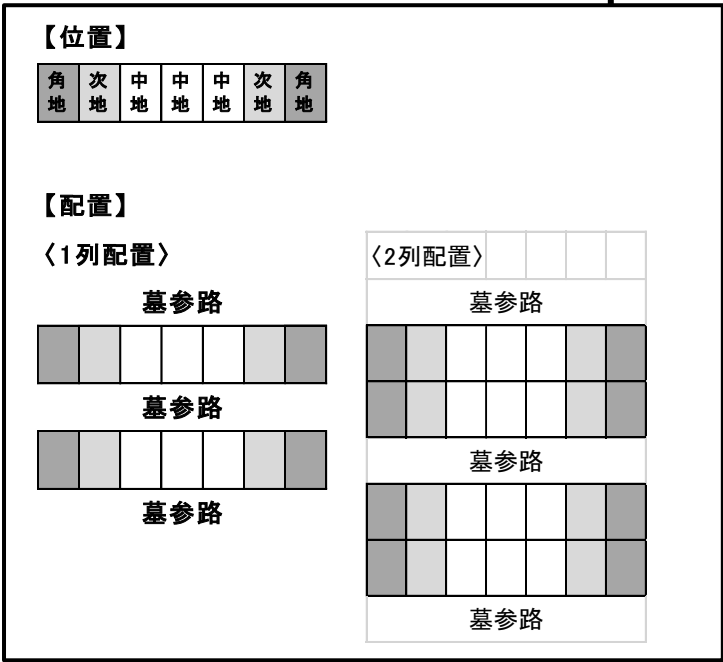 【位置】
角地 次地 中地 中地 中地 次地 角地
【配置】
〈1列配置〉
墓参路
墓参路
墓参路
〈2列配置〉
墓参路
墓参路
墓参路